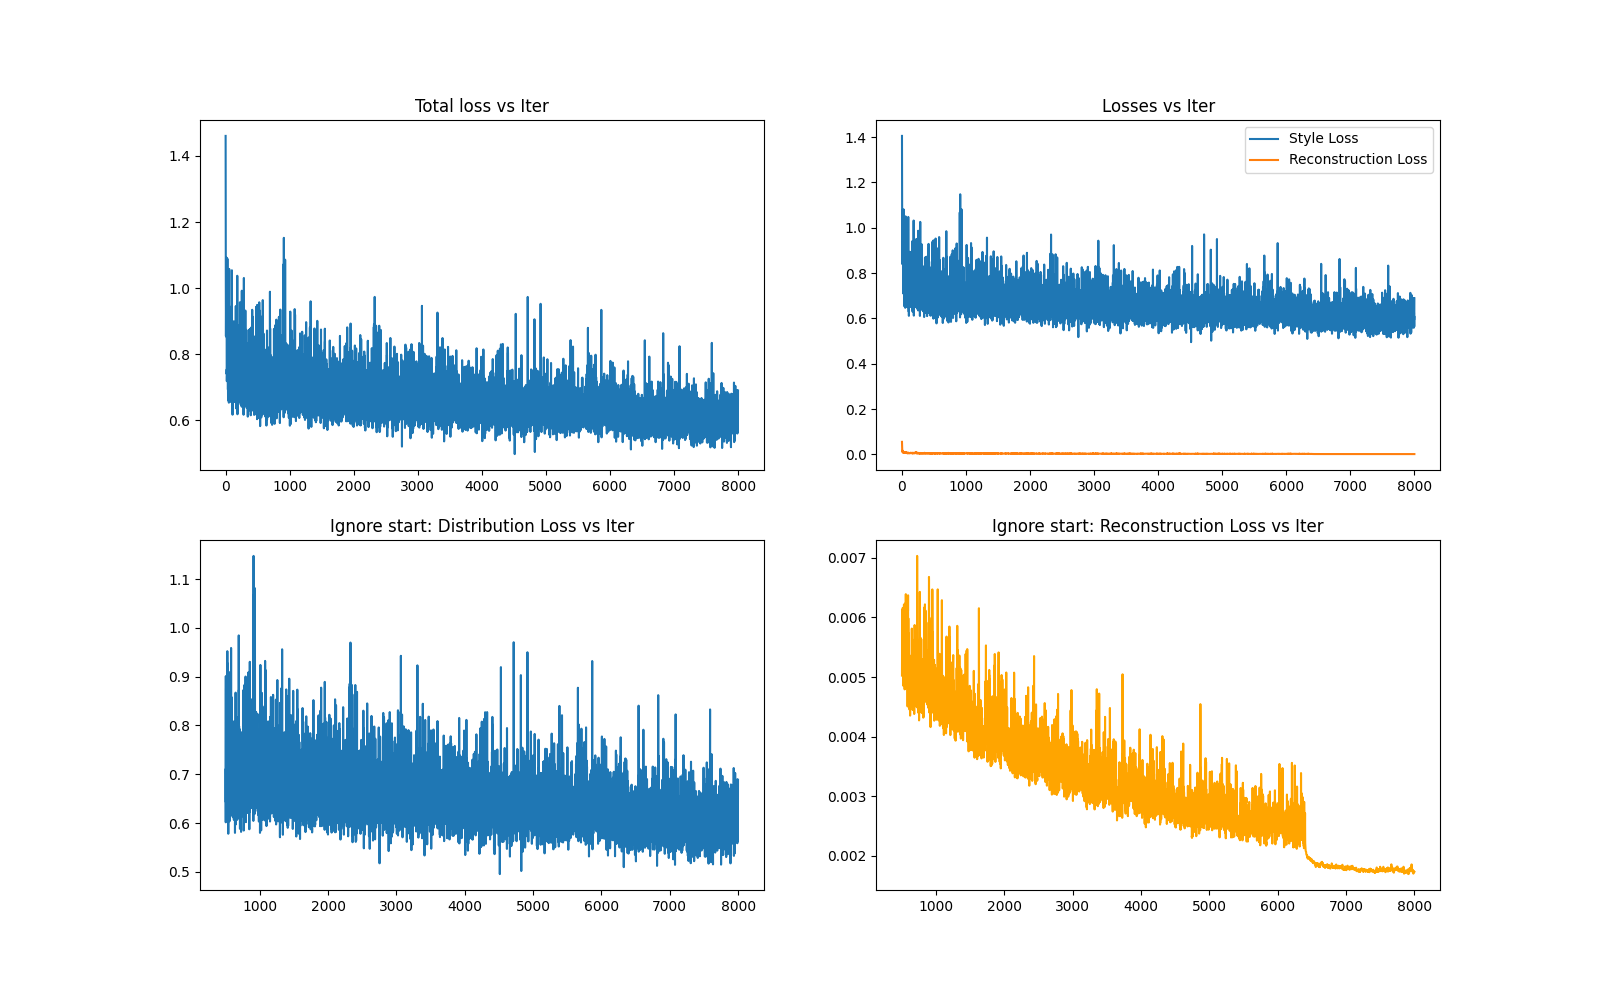 Total loss vs Iter
1.4
1.2
1.0
0.8
0.6
0 1000 2000 3000 4000 5000 6000 7000 8000
Losses vs Iter
Style Loss
Reconstruction Loss
1.4
1.2
1.0
0.8
0.6
0.4
0.2
0.0
0 1000 2000 3000 4000 5000 6000 7000 8000
Ignore start: Distribution Loss vs Iter
1.1
1.0
0.9
0.8
0.7
0.6
0.5
1000 2000 3000 4000 5000 6000 7000 8000
Ignore start: Reconstruction Loss vs Iter
0.007
0.006
0.005
0.004
0.003
0.002
1000 2000 3000 4000 5000 6000 7000 8000